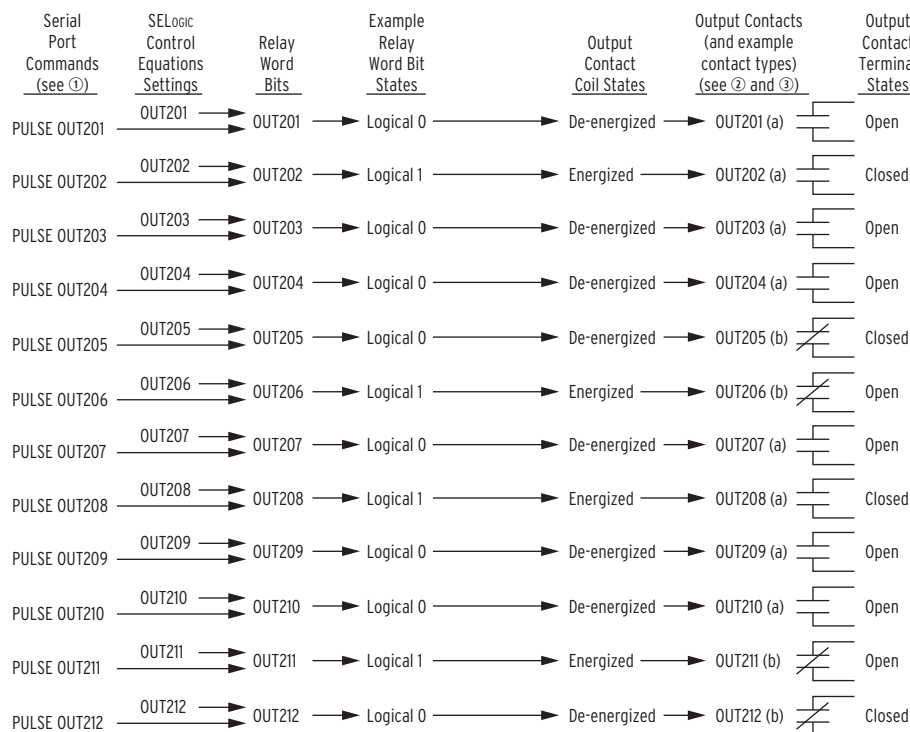 Serial
Port
Commands
(see ①)
SELOGIC
Control
Equations
Settings
Relay
Word
Bits
Example
Relay
Word Bit
States
Output
Contact
Coil States
Output Contacts
(and example
contact types)
(see ② and ③)
Output
Contact
Termina
States
PULSE OUT201 OUT201 OUT201 Logical 0 De-energized OUT201 (a) Open
PULSE OUT202 OUT202 OUT202 Logical 1 Energized OUT202 (a) Closed
PULSE OUT203 OUT203 OUT203 Logical 0 De-energized OUT203 (a) Open
PULSE OUT204 OUT204 OUT204 Logical 0 De-energized OUT204 (a) Open
PULSE OUT205 OUT205 OUT205 Logical 0 De-energized OUT205 (b) Closed
PULSE OUT206 OUT206 OUT206 Logical 1 Energized OUT206 (b) Open
PULSE OUT207 OUT207 OUT207 Logical 0 De-energized OUT207 (a) Open
PULSE OUT208 OUT208 OUT208 Logical 1 Energized OUT208 (a) Closed
PULSE OUT209 OUT209 OUT209 Logical 0 De-energized OUT209 (a) Open
PULSE OUT210 OUT210 OUT210 Logical 0 De-energized OUT210 (a) Open
PULSE OUT211 OUT211 OUT211 Logical 1 Energized OUT211 (b) Open
PULSE OUT212 OUT212 OUT212 Logical 0 De-energized OUT212 (b) Closed